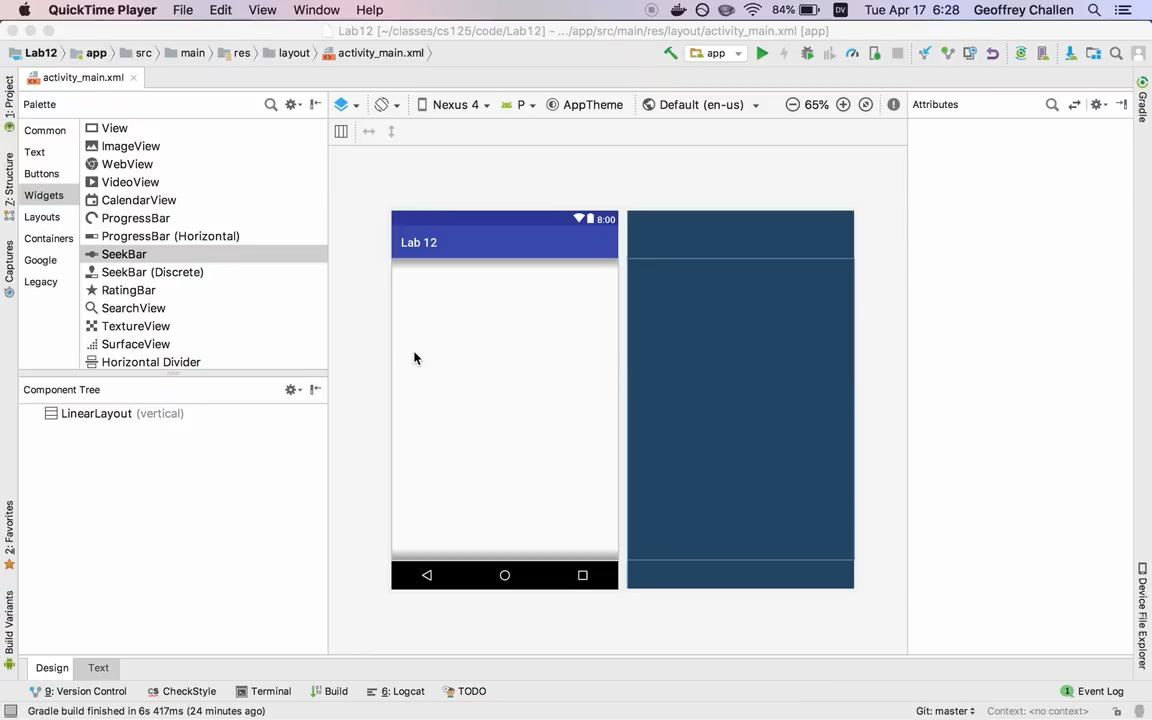 QuickTime Player File Edit View Window Help 84% DV Tue Apr 17 6:28 Geoffrey Challen
Lab12 [~/classes/cs125/code/Lab12] - .../app/src/main/res/layout/activity_main.xml [app]
Lab12 app src main res layout activity_main.xml app
activity_main.xml
Palette Nexus 4 P AppTheme Default (en-us) 65% Attributes
Common
Text
Buttons
Widgets
Layouts
Containers
Google
Legacy
View
ImageView
WebView
VideoView
CalendarView
ProgressBar
ProgressBar (Horizontal)
SeekBar
SeekBar (Discrete)
RatingBar
SearchView
TextureView
SurfaceView
Horizontal Divider
Component Tree
LinearLayout (vertical)
8:00
Lab 12
1: Project
7: Structure
Captures
2: Favorites
Build Variants
Gradle
Device File Explorer
Design Text
9: Version Control CheckStyle Terminal Build 6: Logcat TODO 1 Event Log
Gradle build finished in 6s 417ms (24 minutes ago) Git: master Context: <no context>